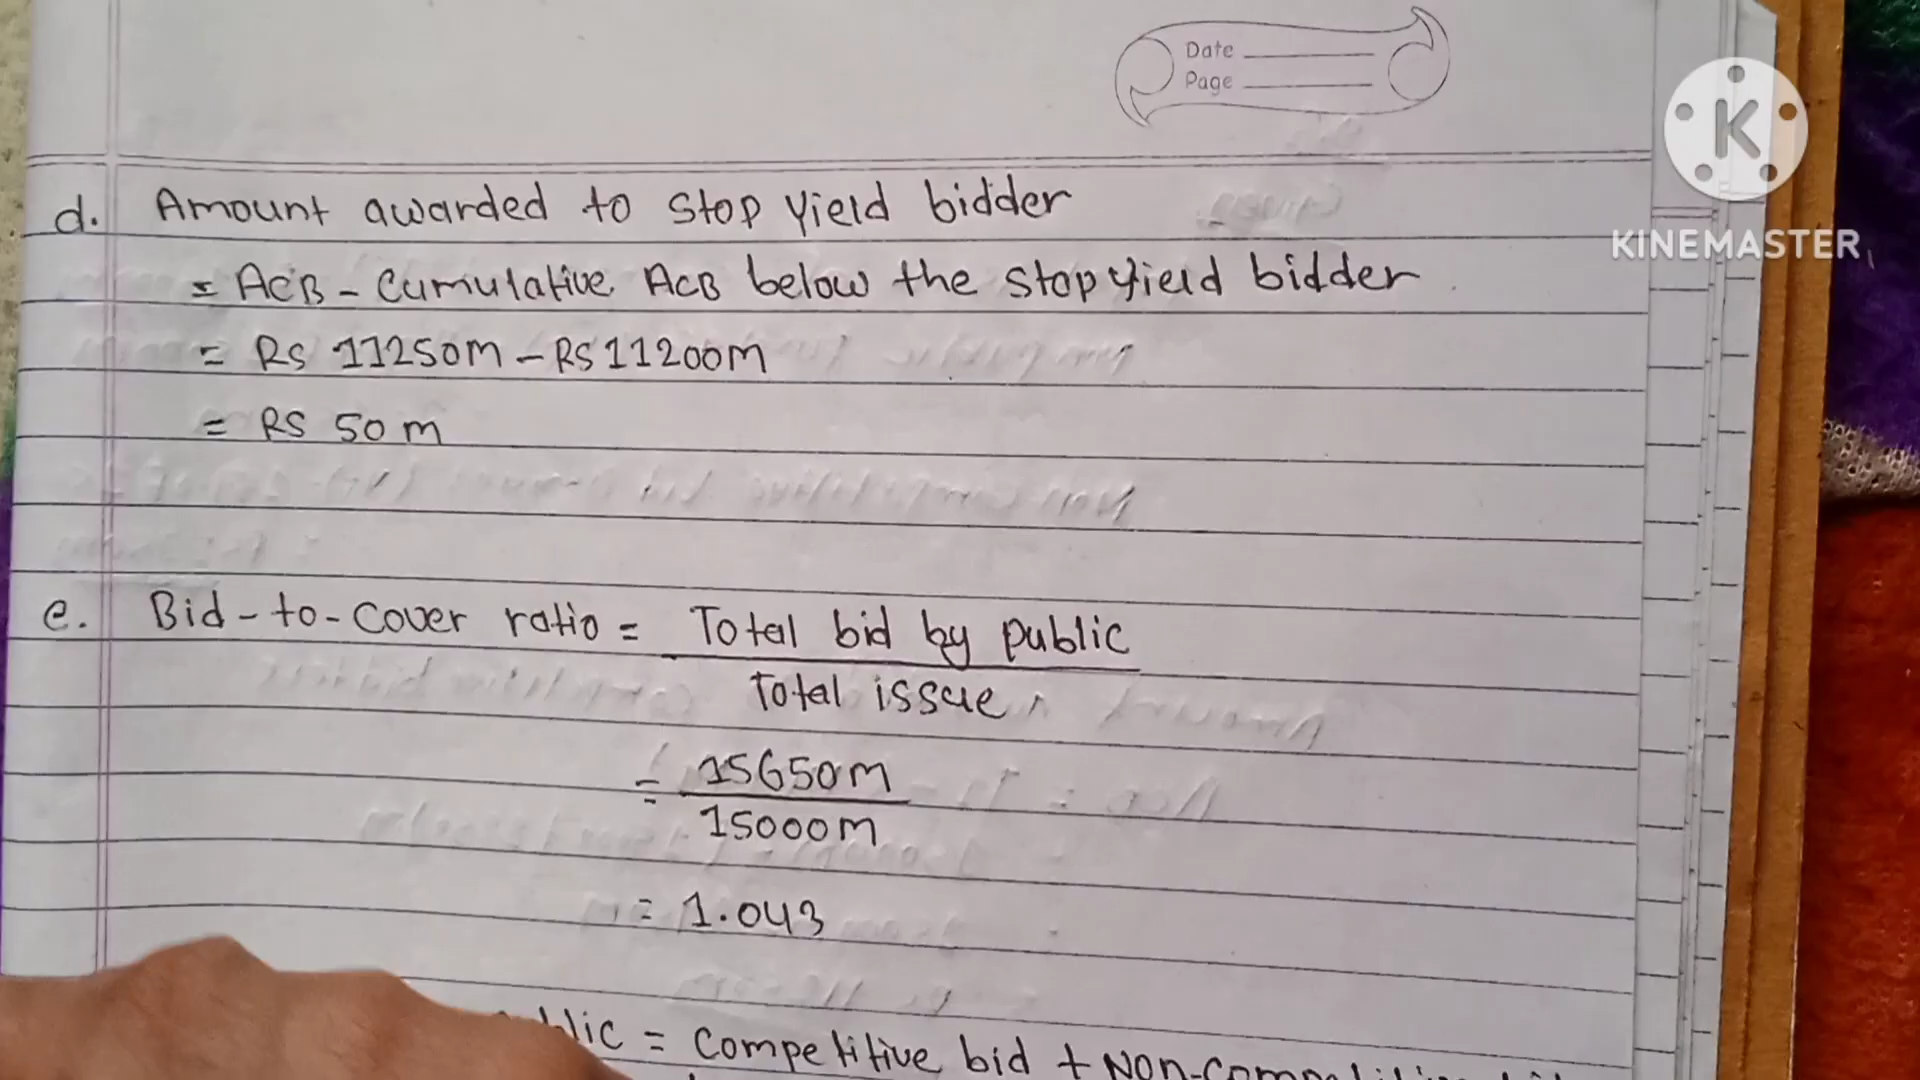 Date
Page
K
KINEMASTER
d. Amount awarded to stop yield bidder
= ACB - Cumulative ACB below the stop yield bidder
= Rs 11250M - RS 11200M
= RS 50 M
e. Bid-to-Cover ratio = Total bid by public
Total issue
= 15650M
15000M
= 1.043
= Competitive bid +